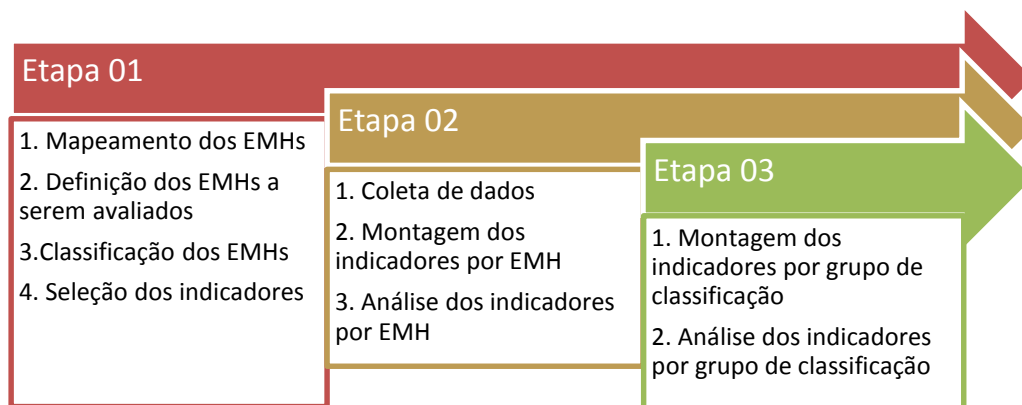 Etapa 01
1. Mapeamento dos EMHs
2. Definição dos EMHs a
serem avaliados
3.Classificação dos EMHs
4. Seleção dos indicadores
Etapa 02
1. Coleta de dados
2. Montagem dos
indicadores por EMH
3. Análise dos indicadores
por EMH
Etapa 03
1. Montagem dos
indicadores por grupo de
classificação
2. Análise dos indicadores
por grupo de classificação